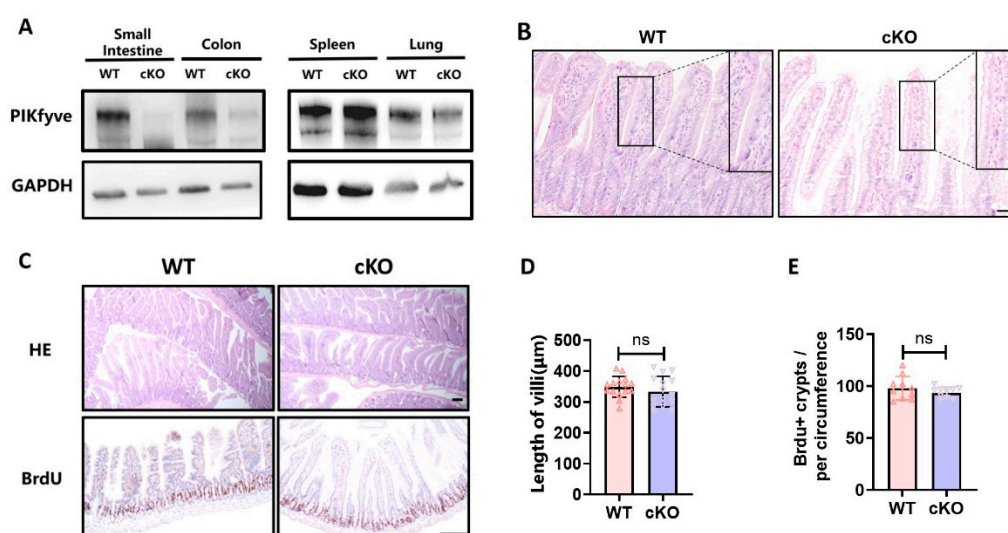 A
Small Intestine
Colon
Spleen
Lung
WT
cKO
WT
cKO
WT
cKO
WT
cKO
PIKfyve
GAPDH
B
WT
cKO
C
WT
cKO
HE
BrdU
D
Length of villi(μm)
500
400
300
200
100
0
ns
WT
cKO
E
Brdu+ crypts /
per circumference
150
100
50
0
ns
WT
cKO